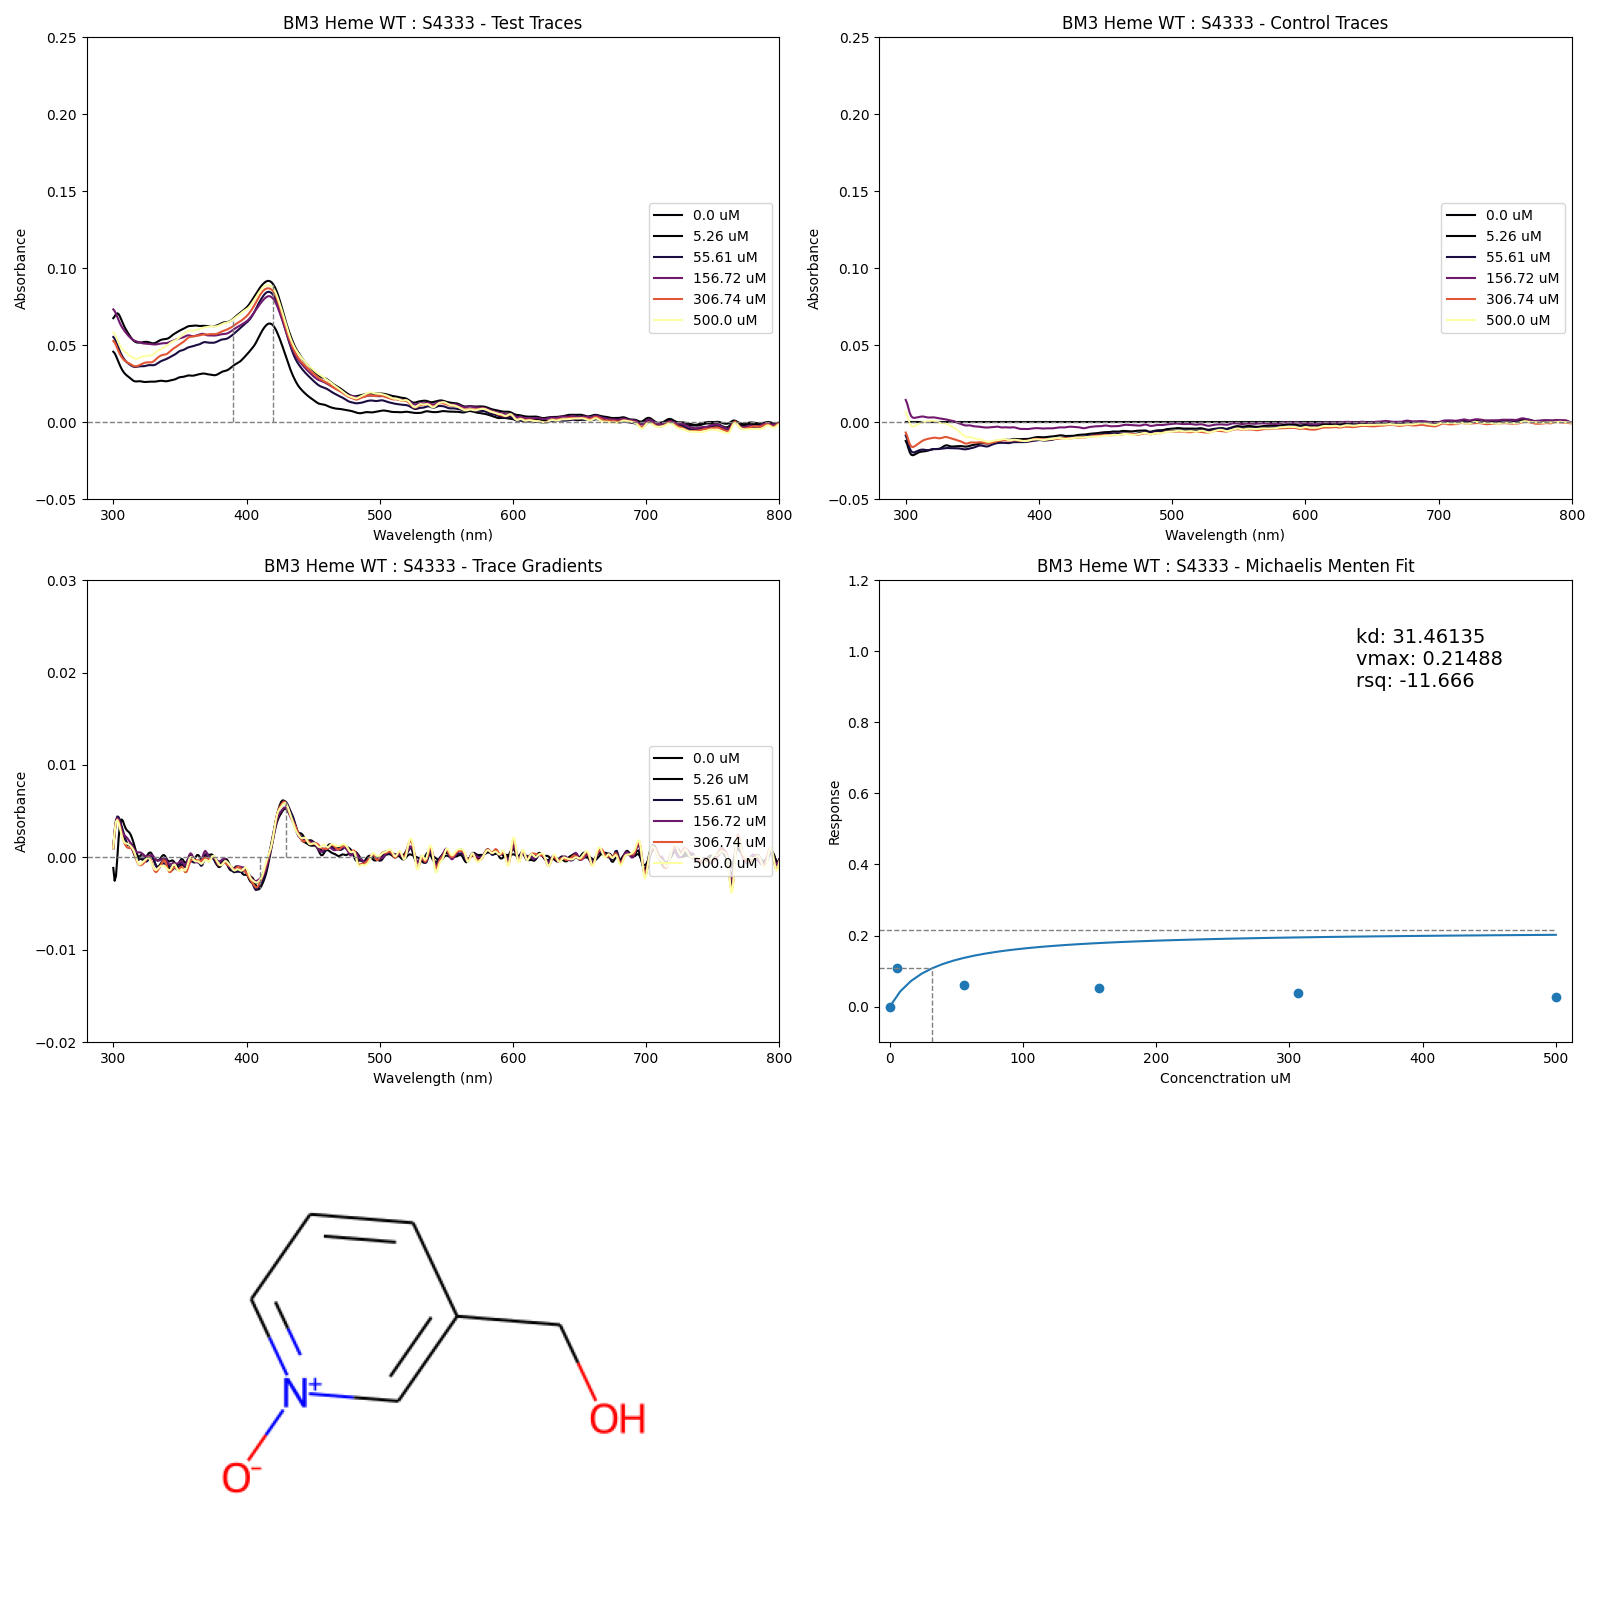 BM3 Heme WT : S4333 - Test Traces
0.25
0.20
0.15
0.10
0.05
0.00
−0.05
Absorbance
300
400
500
600
700
800
Wavelength (nm)
0.0 uM
5.26 uM
55.61 uM
156.72 uM
306.74 uM
500.0 uM
BM3 Heme WT : S4333 - Control Traces
0.25
0.20
0.15
0.10
0.05
0.00
−0.05
Absorbance
300
400
500
600
700
800
Wavelength (nm)
0.0 uM
5.26 uM
55.61 uM
156.72 uM
306.74 uM
500.0 uM
BM3 Heme WT : S4333 - Trace Gradients
0.03
0.02
0.01
0.00
−0.01
−0.02
Absorbance
300
400
500
600
700
800
Wavelength (nm)
0.0 uM
5.26 uM
55.61 uM
156.72 uM
306.74 uM
500.0 uM
BM3 Heme WT : S4333 - Michaelis Menten Fit
1.2
1.0
0.8
0.6
0.4
0.2
0.0
Response
0
100
200
300
400
500
Concenctration uM
kd: 31.46135
vmax: 0.21488
rsq: -11.666
N+
OH
O−